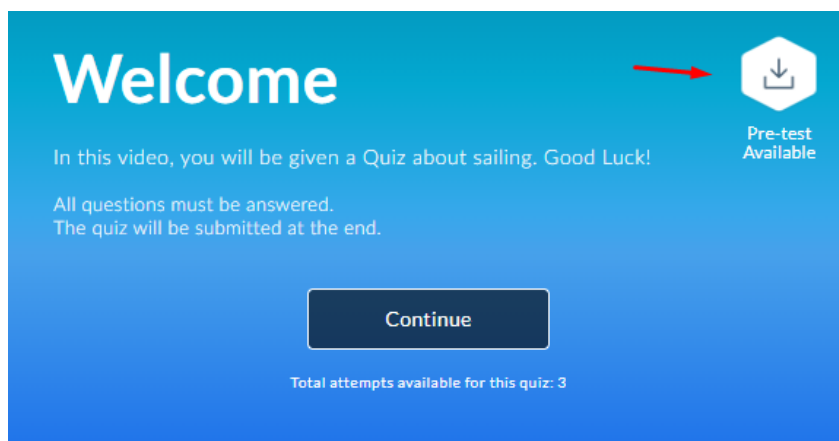 Welcome
Pre-test
Available
In this video, you will be given a Quiz about sailing. Good Luck!
All questions must be answered.
The quiz will be submitted at the end.
Continue
Total attempts available for this quiz: 3